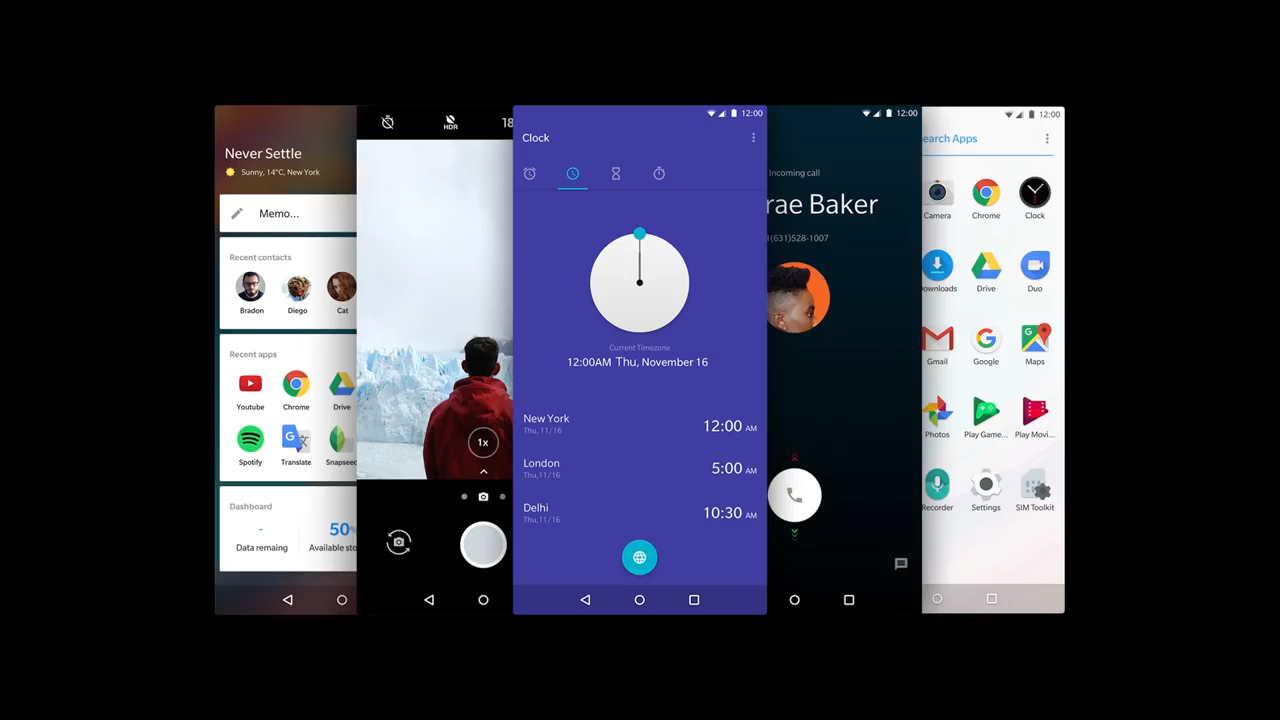 Never Settle
Sunny, 14°C, New York
Memo...
Recent contacts
Bradon Diego Cat
Recent apps
Youtube Chrome Drive
Spotify Translate Snapseed
Dashboard
- 50%
Data remaing Available sto
HDR 18
1x
12:00
Clock
Current Timezone
12:00AM Thu, November 16
New York
Thu, 11/16
12:00 AM
London
Thu,11/16
5:00 AM
Delhi
Thu,11/16
10:30 AM
12:00
Incoming call
rae Baker
1(631)528-1007
12:00
earch Apps
Camera Chrome Clock
ownloads Drive Duo
Gmail Google Maps
Photos Play Game... Play Movi...
Recorder Settings SIM Toolkit